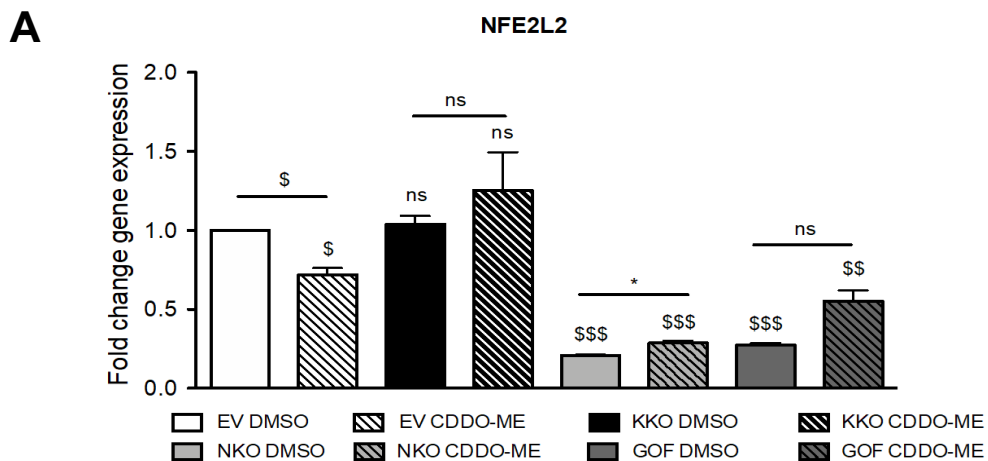 A
NFE2L2
Fold change gene expression
2.0
1.5
1.0
0.5
0.0
$
$
ns
ns
ns
$$$
*
$$$
$$$
ns
$$
EV DMSO EV CDDO-ME KKO DMSO KKO CDDO-ME
NKO DMSO NKO CDDO-ME GOF DMSO GOF CDDO-ME